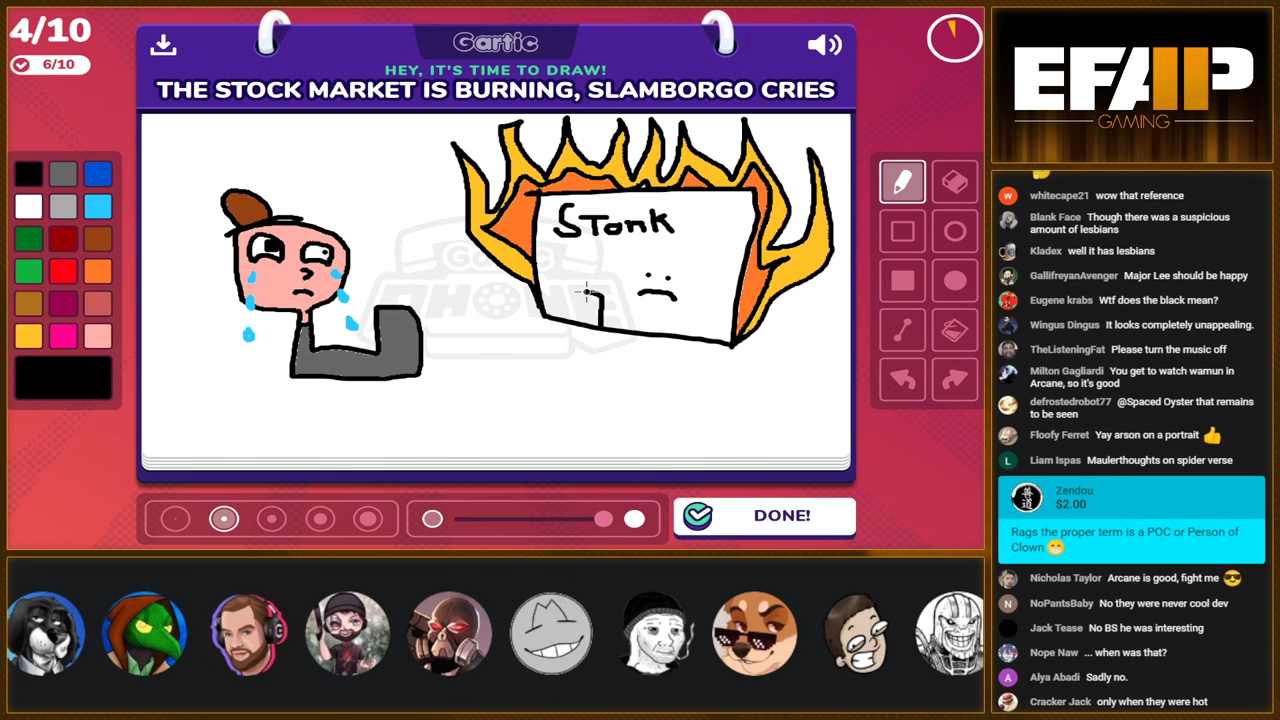 4/10
6/10
Gartic
HEY, IT'S TIME TO DRAW!
THE STOCK MARKET IS BURNING, SLAMBORGO CRIES
Stonk
Gartic
PHONE
DONE!
EFAP
GAMING
whitecape21 wow that reference
Blank Face Though there was a suspicious
amount of lesbians
Kladex well it has lesbians
GallifreyanAvenger Major Lee should be happy
Eugene krabs Wtf does the black mean?
Wingus Dingus It looks completely unappealing.
TheListeningFat Please turn the music off
Milton Gagliardi You get to watch wamun in
Arcane, so it's good
defrostedrobot77 @Spaced Oyster that remains
to be seen
Floofy Ferret Yay arson on a portrait 👍
L Liam Ispas Maulerthoughts on spider verse
Zendou
$2.00
Rags the proper term is a POC or Person of
Clown 😁
Nicholas Taylor Arcane is good, fight me 😎
N NoPantsBaby No they were never cool dev
Jack Tease No BS he was interesting
Nope Naw ... when was that?
A Alya Abadi Sadly no.
Cracker Jack only when they were hot